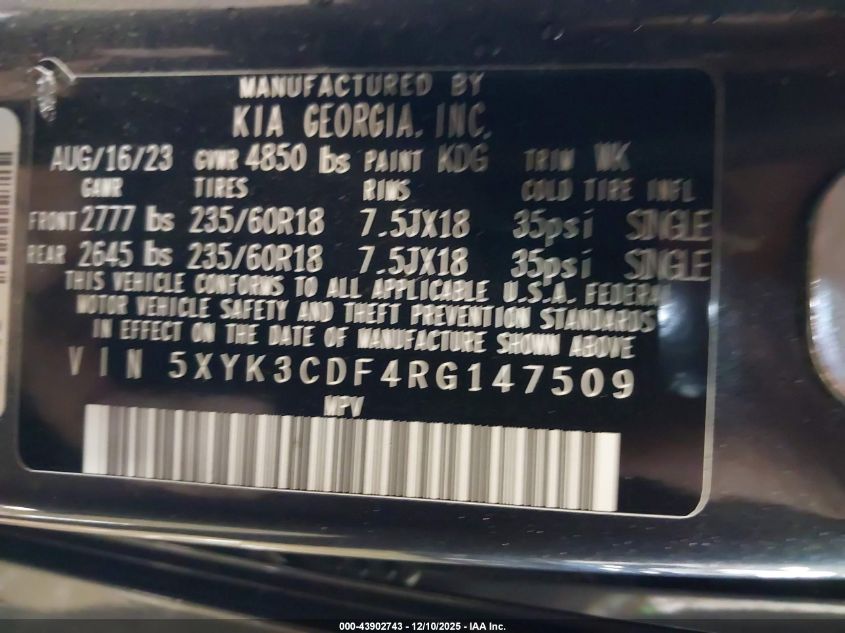 MANUFACTURED BY
KIA GEORGIA, INC.
AUG/16/23 GVWR 4850 lbs PAINT KDG TRIM WK
GAWR TIRES RIMS COLD TIRE INFL
FRONT 2777 lbs 235/60R18 7.5JX18 35psi SINGLE
REAR 2645 lbs 235/60R18 7.5JX18 35psi SINGLE
THIS VEHICLE CONFORMS TO ALL APPLICABLE U.S.A. FEDERAL
MOTOR VEHICLE SAFETY AND THEFT PREVENTION STANDARDS
IN EFFECT ON THE DATE OF MANUFACTURE SHOWN ABOVE
VIN 5XYK3CDF4RG147509
MPV
000-43902743 - 12/10/2025 - IAA Inc.